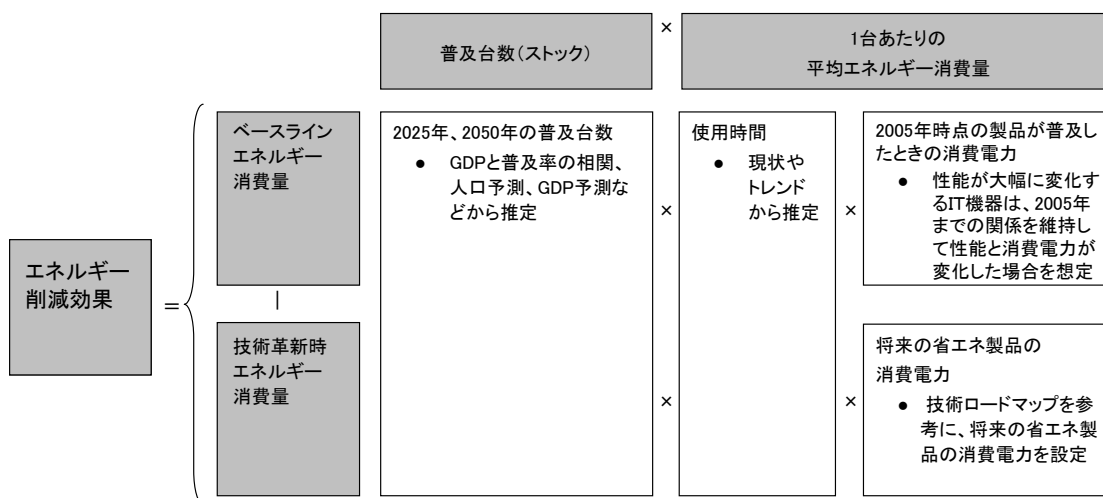 普及台数(ストック)
×
1台あたりの
平均エネルギー消費量
エネルギー
削減効果
=
ベースライン
エネルギー
消費量
|
技術革新時
エネルギー
消費量
2025年、2050年の普及台数
● GDPと普及率の相関、
人口予測、GDP予測な
どから推定
×
×
使用時間
● 現状や
トレンド
から推定
×
×
2005年時点の製品が普及し
たときの消費電力
● 性能が大幅に変化す
るIT機器は、2005年
までの関係を維持し
て性能と消費電力が
変化した場合を想定
将来の省エネ製品の
消費電力
● 技術ロードマップを参
考に、将来の省エネ製
品の消費電力を設定